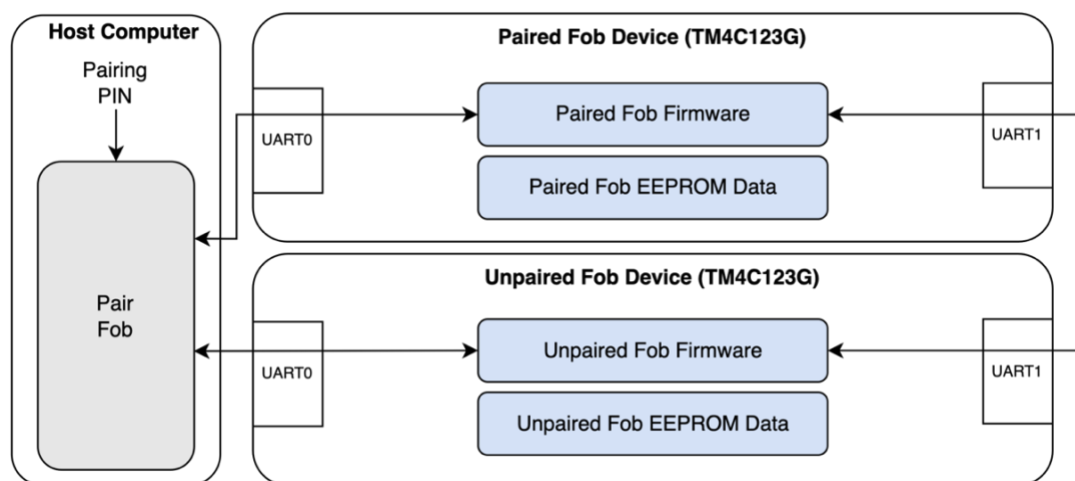 Host Computer
Pairing
PIN
Pair
Fob
Paired Fob Device (TM4C123G)
UART0
Paired Fob Firmware
UART1
Paired Fob EEPROM Data
Unpaired Fob Device (TM4C123G)
UART0
Unpaired Fob Firmware
UART1
Unpaired Fob EEPROM Data